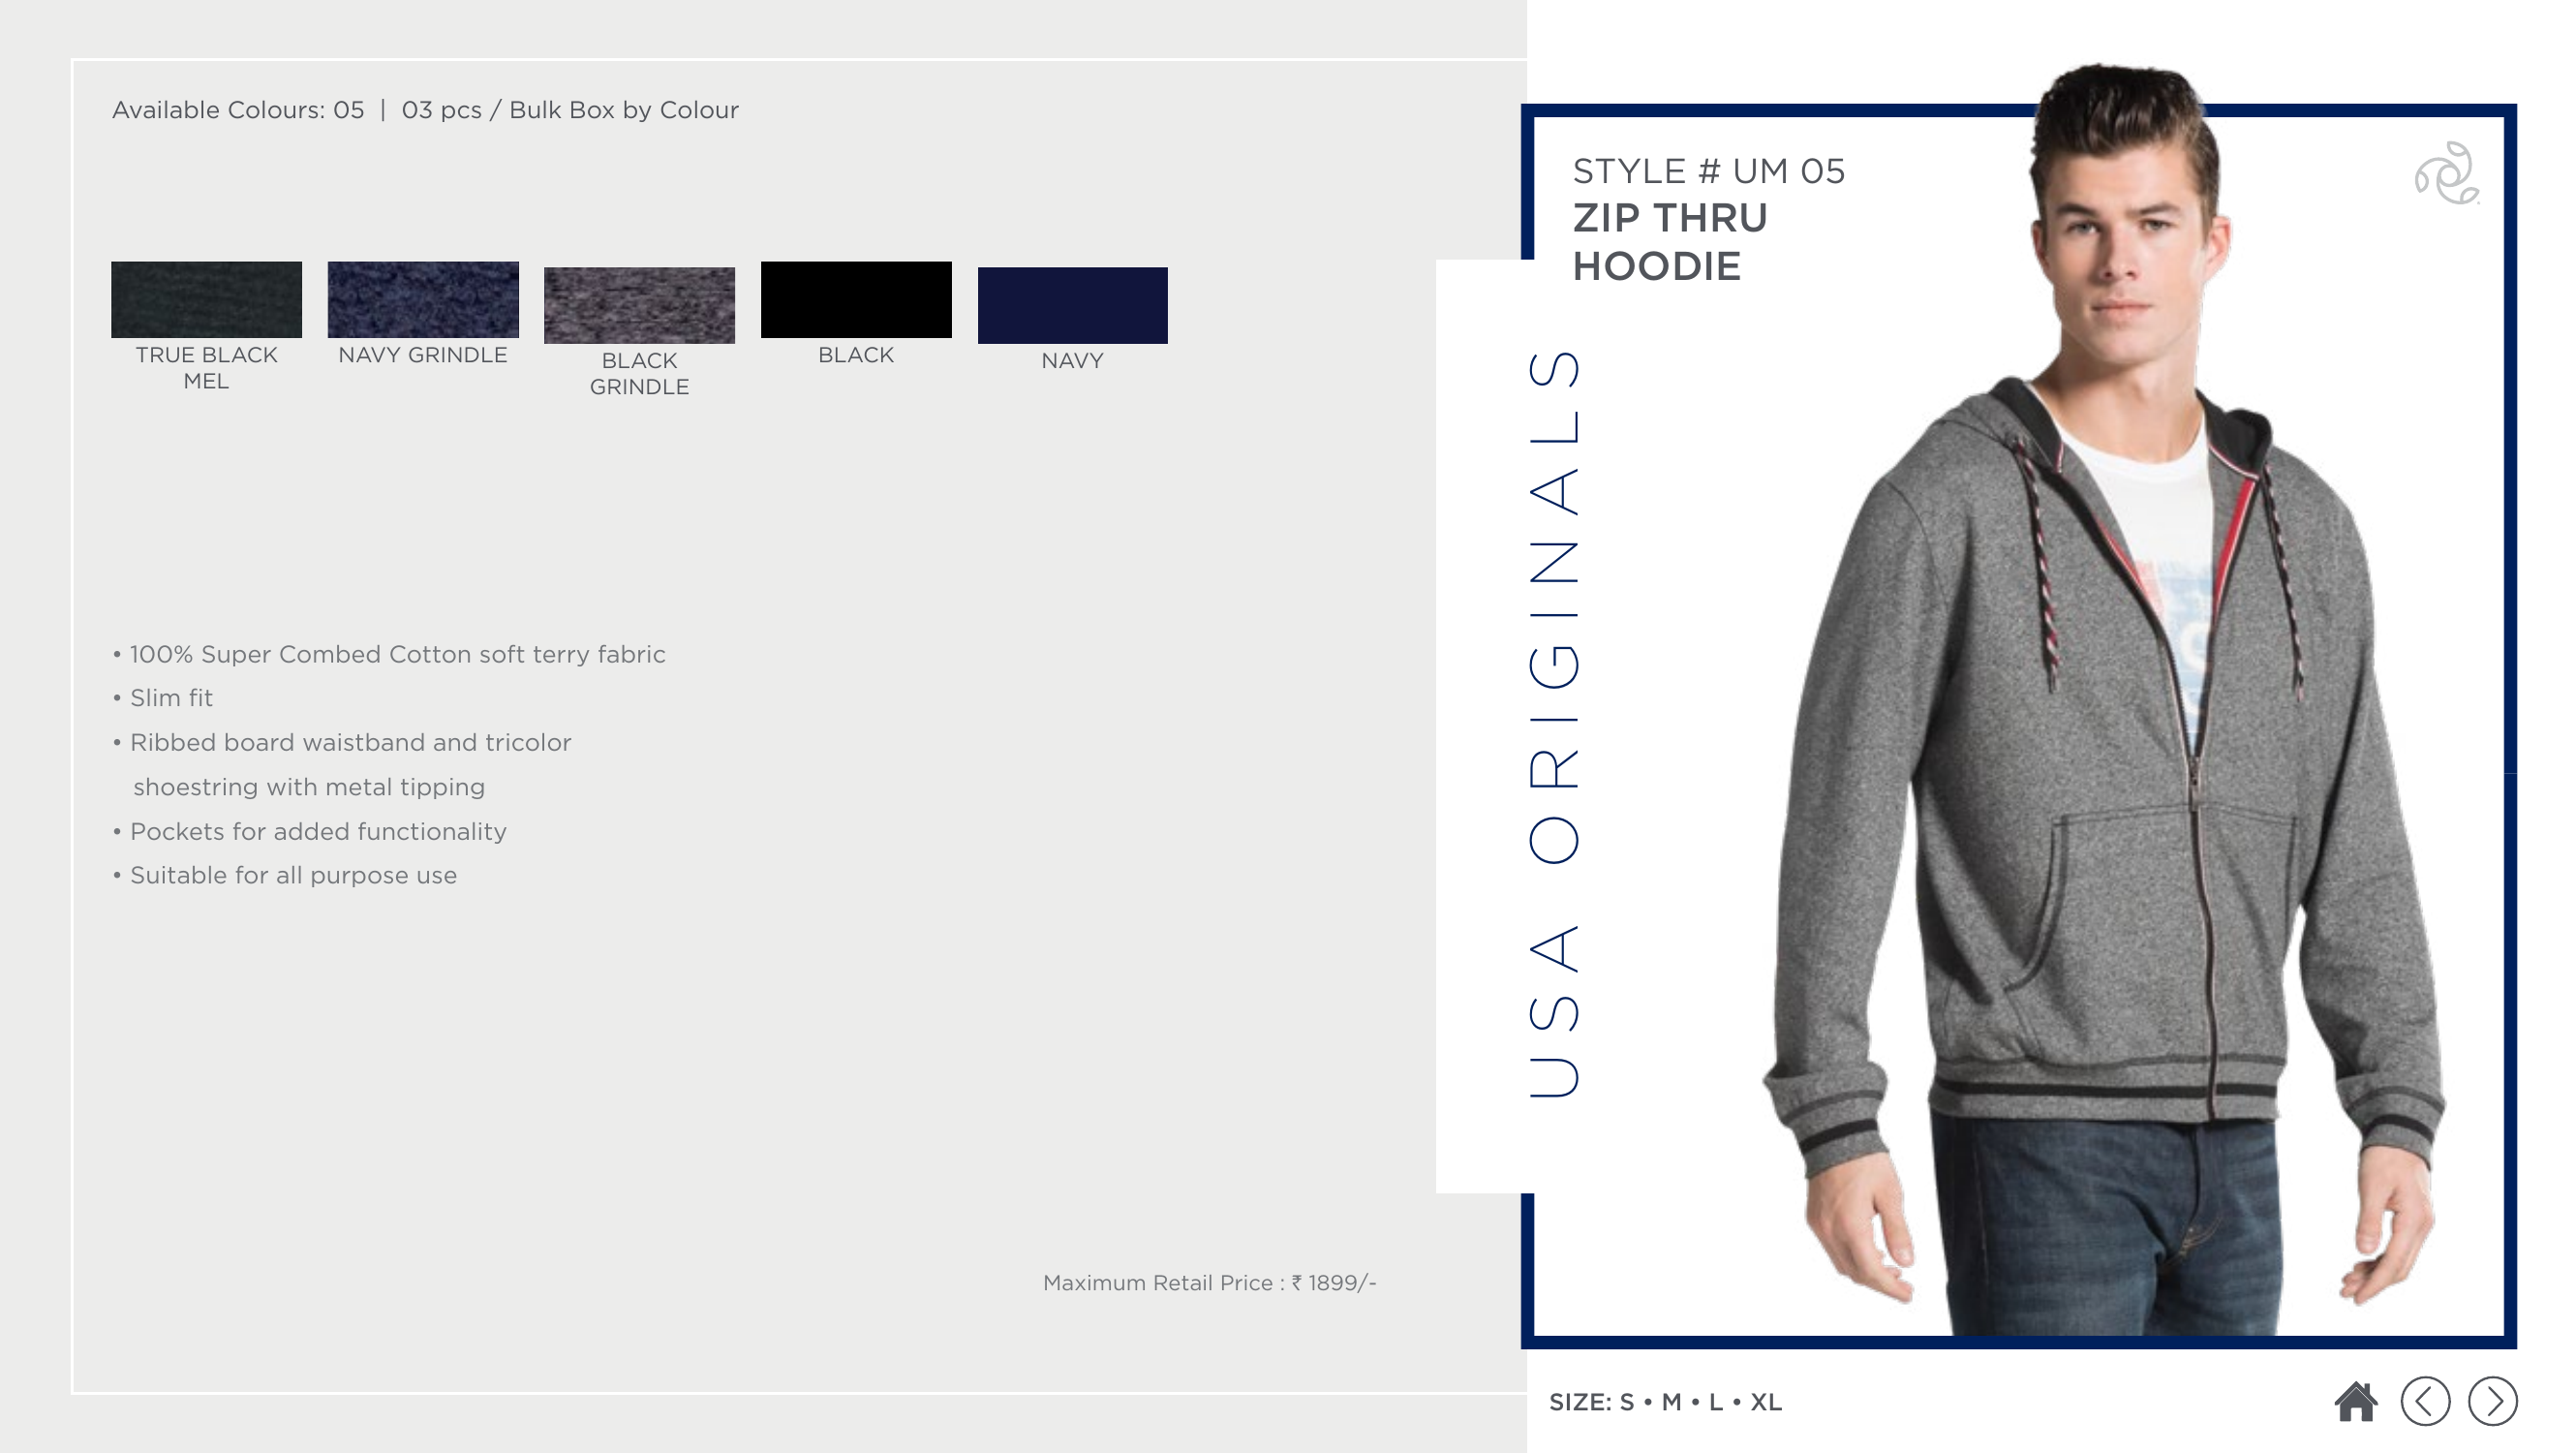 Available Colours: 05 | 03 pcs / Bulk Box by Colour
TRUE BLACK
MEL
NAVY GRINDLE
BLACK
GRINDLE
BLACK
NAVY
• 100% Super Combed Cotton soft terry fabric
• Slim fit
• Ribbed board waistband and tricolor
shoestring with metal tipping
• Pockets for added functionality
• Suitable for all purpose use
Maximum Retail Price : ₹ 1899/-
STYLE # UM 05
ZIP THRU
HOODIE
USA ORIGINALS
SIZE: S • M • L • XL